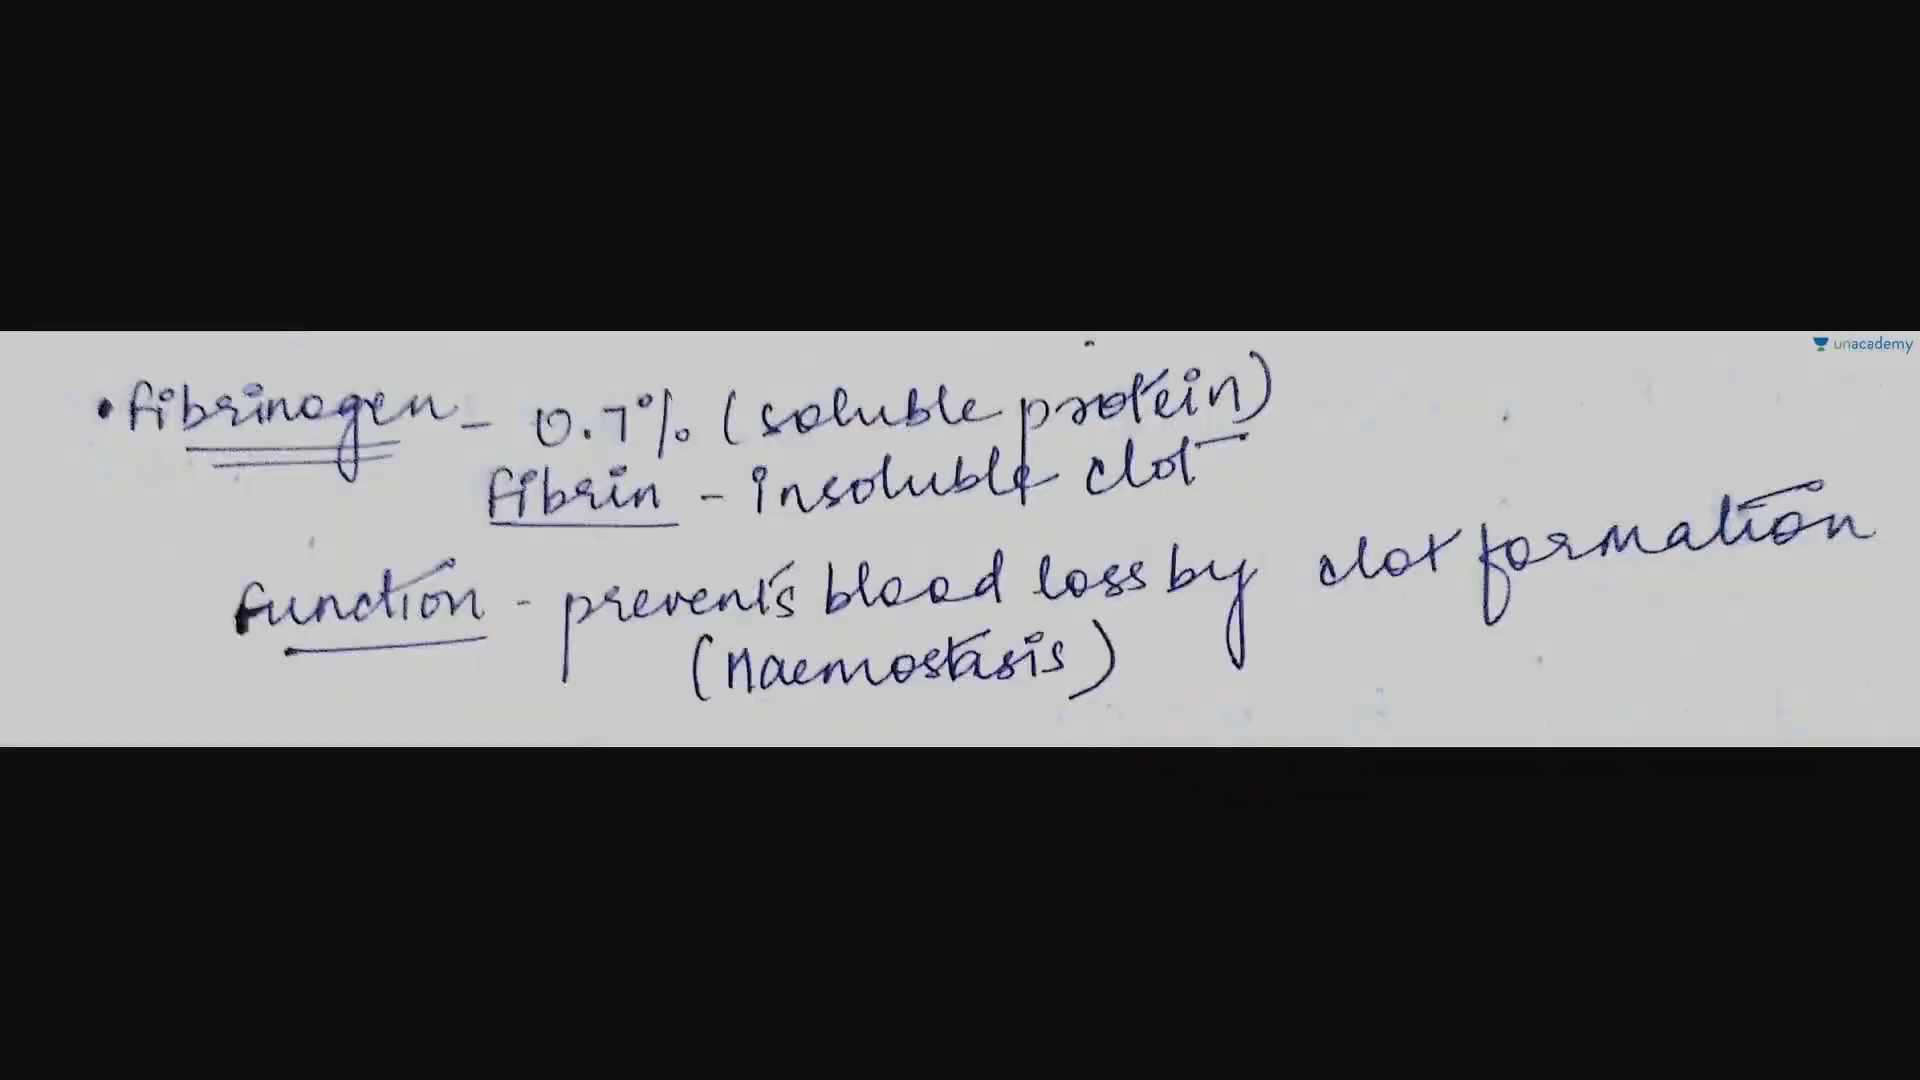 unacademy
• fibrinogen - 0.7% (soluble protein)
fibrin - insoluble clot
function - prevents blood loss by clot formation
(Haemostasis)